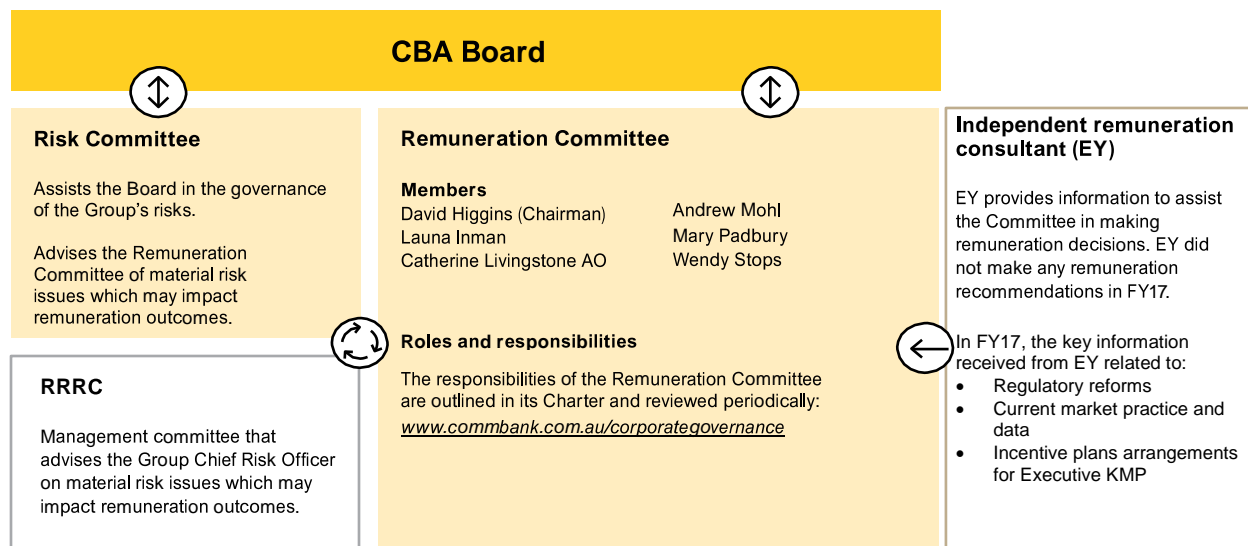 CBA Board
Risk Committee
Assists the Board in the governance
of the Group's risks.
Advises the Remuneration
Committee of material risk
issues which may impact
remuneration outcomes.
RRRC
Management committee that
advises the Group Chief Risk Officer
on material risk issues which may
impact remuneration outcomes.
Remuneration Committee
Members
David Higgins (Chairman)
Launa Inman
Catherine Livingstone AO
Andrew Mohl
Mary Padbury
Wendy Stops
Roles and responsibilities
The responsibilities of the Remuneration Committee
are outlined in its Charter and reviewed periodically:
www.commbank.com.au/corporategovernance
Independent remuneration
consultant (EY)
EY provides information to assist
the Committee in making
remuneration decisions. EY did
not make any remuneration
recommendations in FY17.
In FY17, the key information
received from EY related to:
• Regulatory reforms
• Current market practice and
data
• Incentive plans arrangements
for Executive KMP